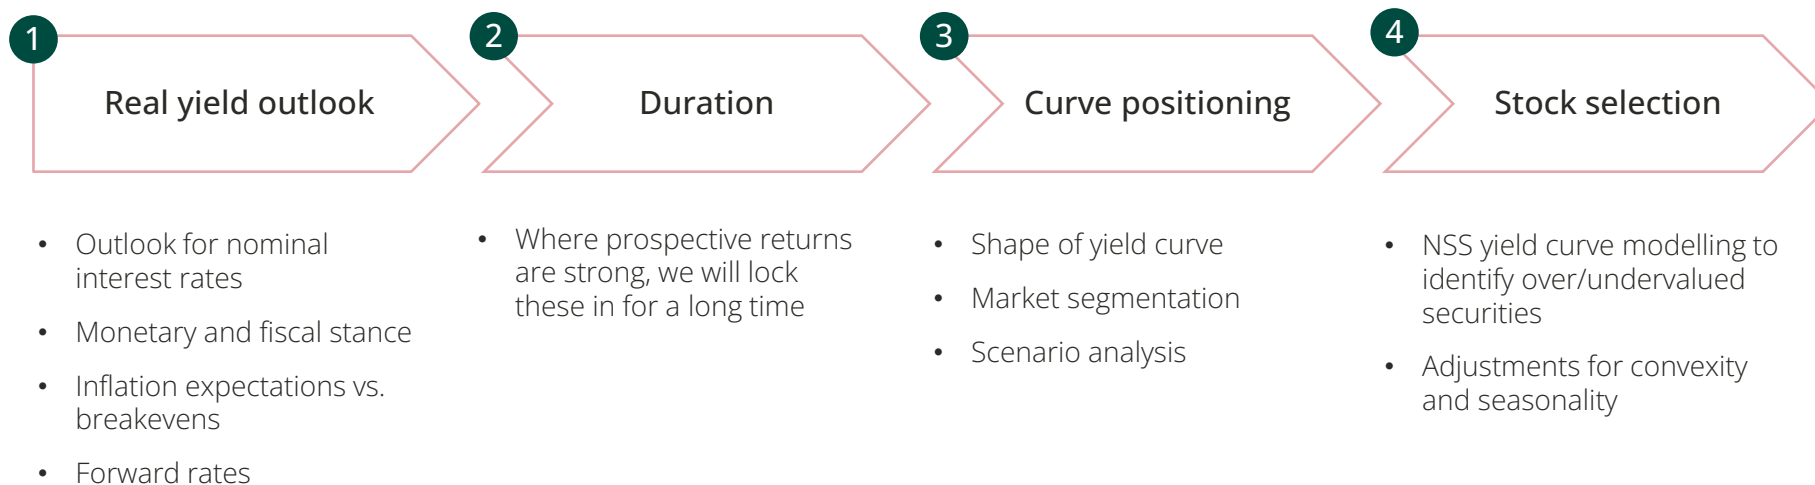 1
Real yield outlook
• Outlook for nominal
interest rates
• Monetary and fiscal stance
• Inflation expectations vs.
breakevens
• Forward rates
2
Duration
• Where prospective returns
are strong, we will lock
these in for a long time
3
Curve positioning
• Shape of yield curve
• Market segmentation
• Scenario analysis
4
Stock selection
• NSS yield curve modelling to
identify over/undervalued
securities
• Adjustments for convexity
and seasonality